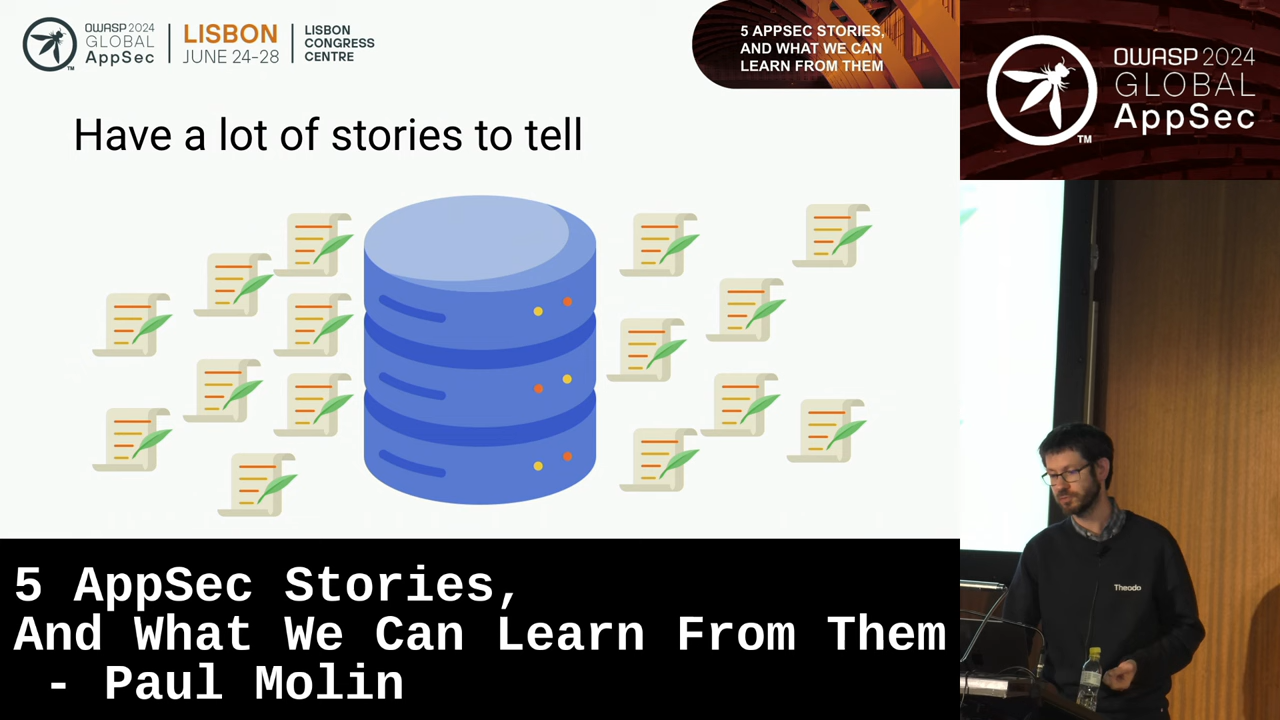 OWASP 2024
GLOBAL
AppSec
TM
LISBON
JUNE 24-28
LISBON
CONGRESS
CENTRE
5 APPSEC STORIES,
AND WHAT WE CAN
LEARN FROM THEM
OWASP 2024
GLOBAL
AppSec
TM
Have a lot of stories to tell
Theodo
5 AppSec Stories,
And What We Can Learn From Them
- Paul Molin